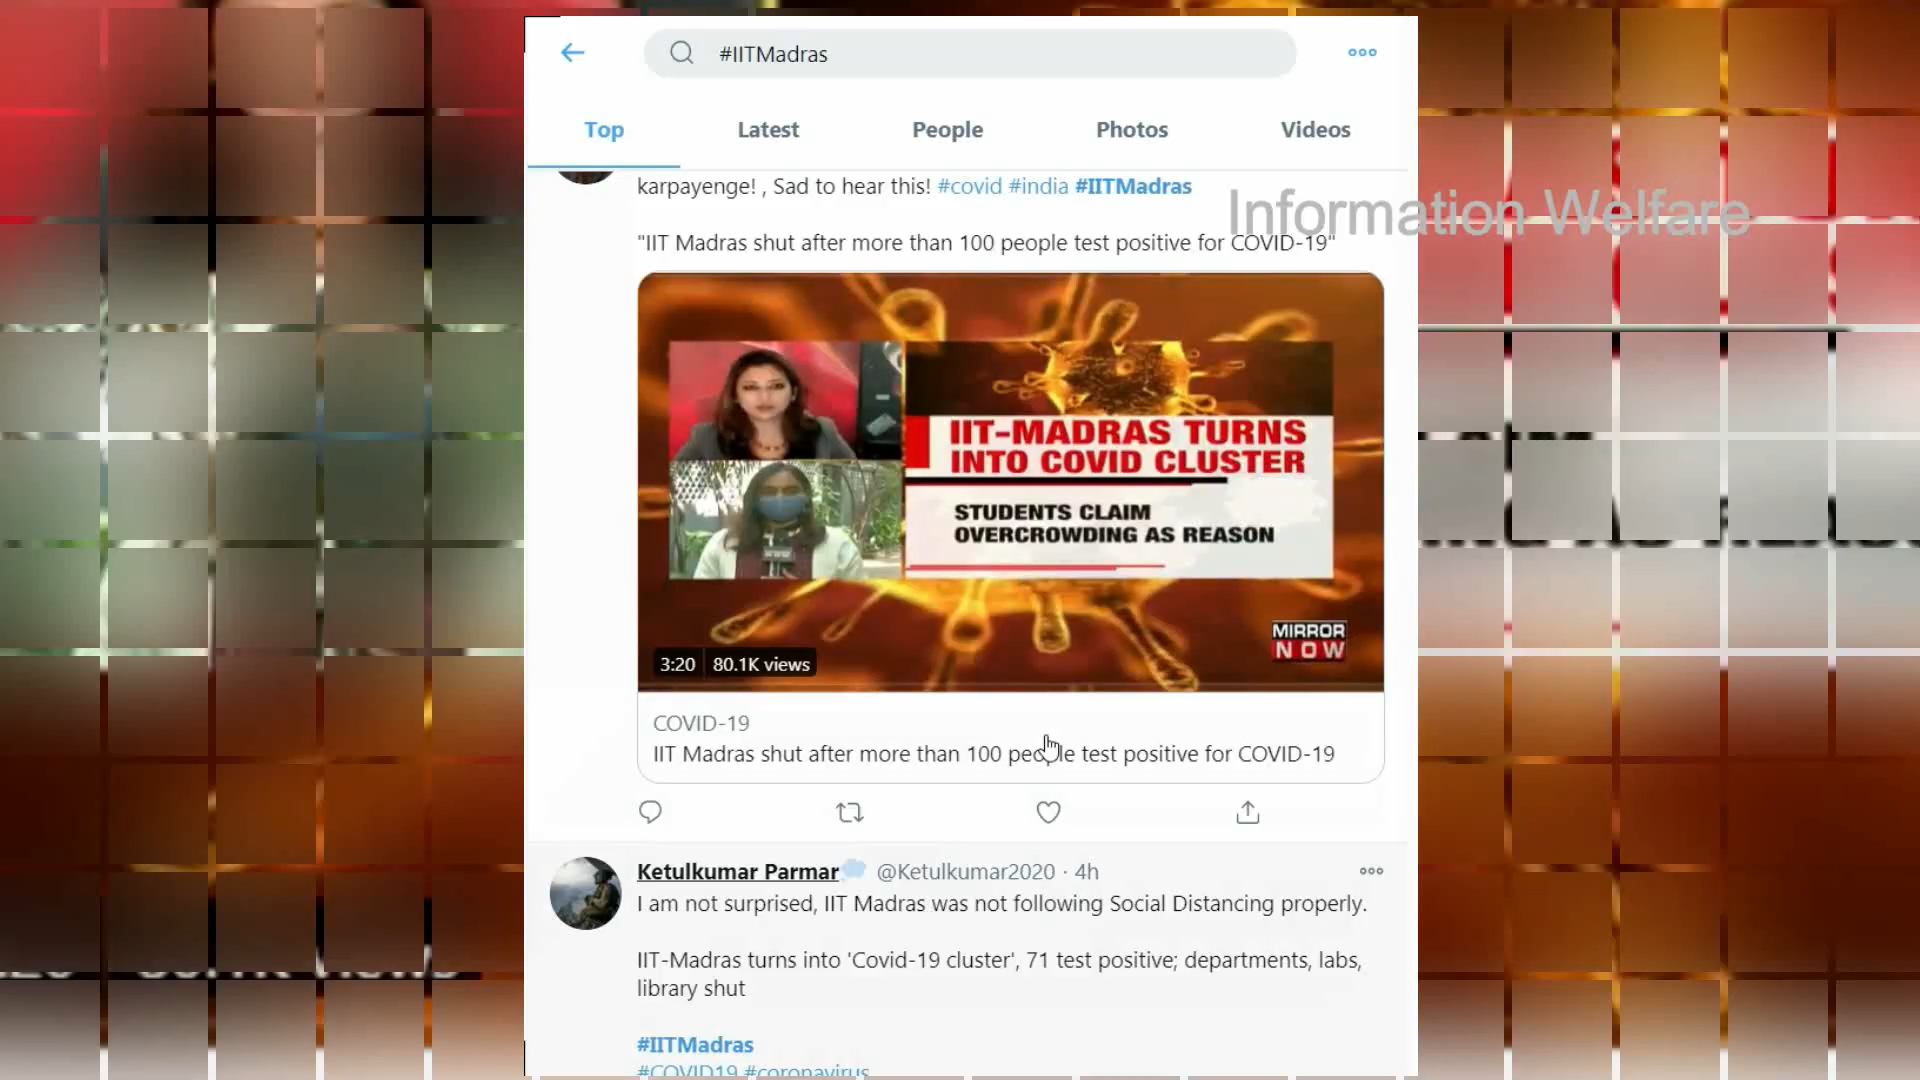 #IITMadras
Top Latest People Photos Videos
karpayenge! , Sad to hear this! #covid #india #IITMadras
Information Welfare
"IIT Madras shut after more than 100 people test positive for COVID-19"
IIT-MADRAS TURNS
INTO COVID CLUSTER
STUDENTS CLAIM
OVERCROWDING AS REASON
MIRROR
NOW
3:20 80.1K views
COVID-19
IIT Madras shut after more than 100 people test positive for COVID-19
Ketulkumar Parmar @Ketulkumar2020 · 4h
I am not surprised, IIT Madras was not following Social Distancing properly.
IIT-Madras turns into 'Covid-19 cluster', 71 test positive; departments, labs,
library shut
#IITMadras
#COVID19 #coronavirus